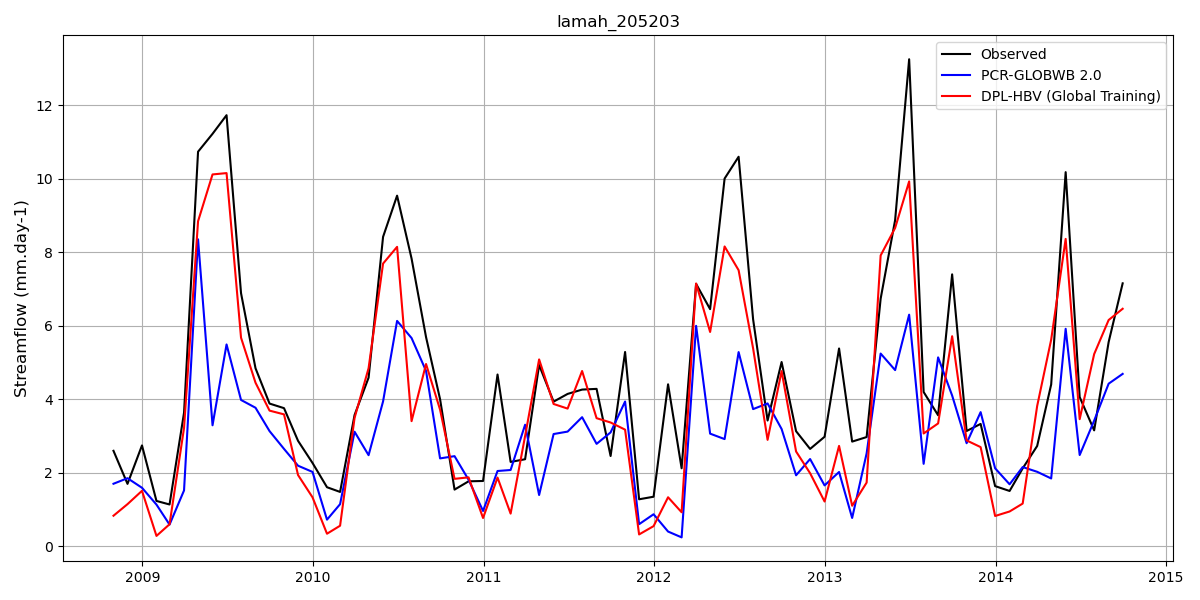 lamah_205203
Observed
PCR-GLOBWB 2.0
DPL-HBV (Global Training)
Streamflow (mm.day-1)
12
10
8
6
4
2
0
2009 2010 2011 2012 2013 2014 2015